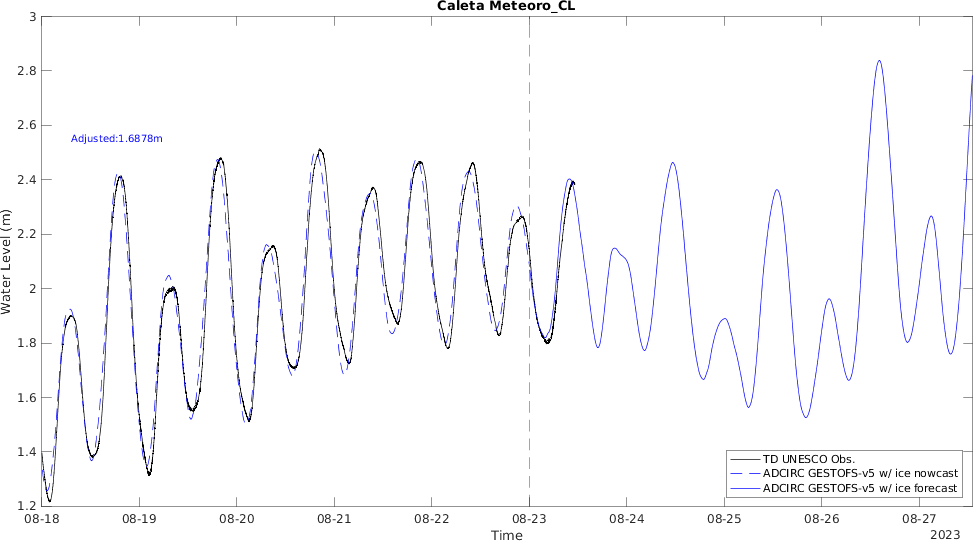 Caleta Meteoro_CL
3
2.8
2.6
2.4
2.2
2
1.8
1.6
1.4
1.2
Water Level (m)
Adjusted:1.6878m
TD UNESCO Obs.
ADCIRC GESTOFS-v5 w/ ice nowcast
ADCIRC GESTOFS-v5 w/ ice forecast
08-18 08-19 08-20 08-21 08-22 08-23 08-24 08-25 08-26 08-27
Time
2023